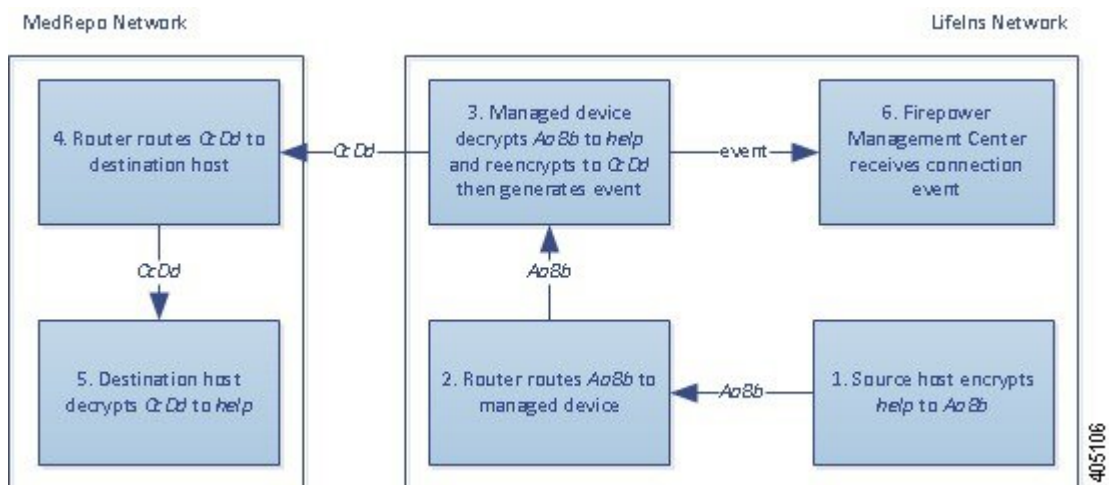 MedRepo Network
LifeIns Network
4. Router routes CcDd to
destination host
CcDd
3. Managed device
decrypts AaBb to help
and reencrypts to CcDd
then generates event
event
6. Firepower
Management Center
receives connection
event
CcDd
AaBb
5. Destination host
decrypts CcDd to help
2. Router routes AaBb to
managed device
AaBb
1. Source host encrypts
help to AaBb
405106